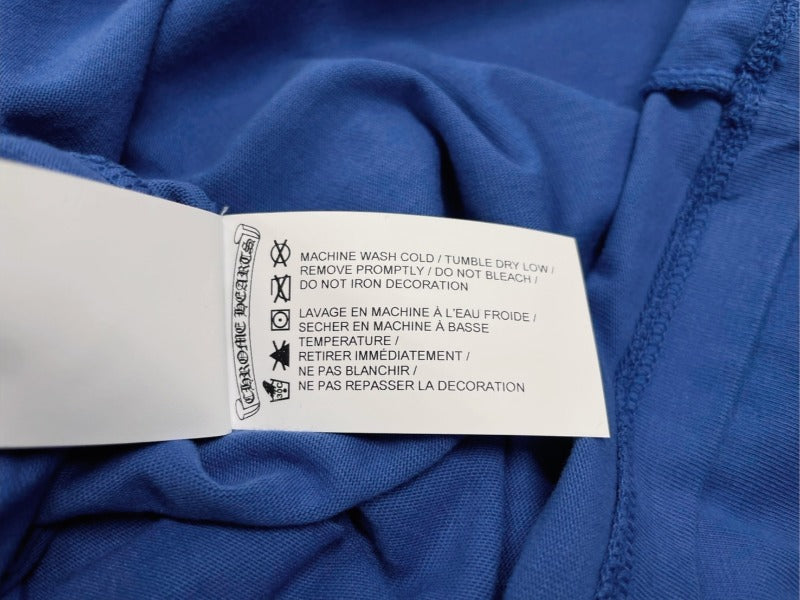 CHROME HEARTS
MACHINE WASH COLD / TUMBLE DRY LOW /
REMOVE PROMPTLY / DO NOT BLEACH /
DO NOT IRON DECORATION
LAVAGE EN MACHINE À L'EAU FROIDE /
SECHER EN MACHINE À BASSE
TEMPERATURE /
RETIRER IMMÉDIATEMENT /
NE PAS BLANCHIR /
NE PAS REPASSER LA DECORATION